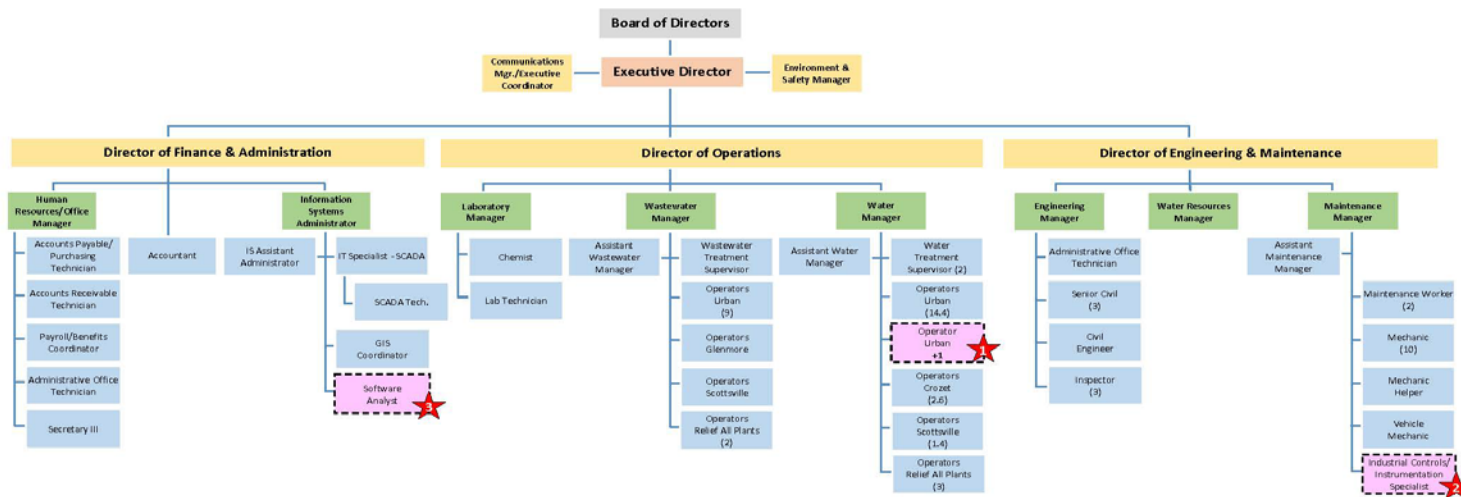 Board of Directors
Communications
Mgr./Executive
Coordinator
Executive Director
Environment &
Safety Manager
Director of Finance & Administration
Director of Operations
Director of Engineering & Maintenance
Human
Resources/Office
Manager
Information
Systems
Administrator
Laboratory
Manager
Wastewater
Manager
Water
Manager
Engineering
Manager
Water Resources
Manager
Maintenance
Manager
Accounts Payable/
Purchasing
Technician
Accounts Receivable
Technician
Payroll/Benefits
Coordinator
Administrative Office
Technician
Secretary III
Accountant
IS Assistant
Administrator
IT Specialist -SCADA
SCADA Tech.
GIS
Coordinator
Software
Analyst
3
Chemist
Lab Technician
Assistant
Wastewater
Manager
Wastewater
Treatment
Supervisor
Operators
Urban
(9)
Operators
Glenmore
Operators
Scottsville
Operators
Relief All Plants
(2)
Assistant Water
Manager
Water
Treatment
Supervisor (2)
Operators
Urban
(14.4)
Operator
Urban
+1
1
Operators
Crozet
(2.6)
Operators
Scottsville
(1.4)
Operators
Relief All Plants
(3)
Administrative Office
Technician
Senior Civil
(3)
Civil
Engineer
Inspector
(3)
Assistant
Maintenance
Manager
Maintenance Worker
(2)
Mechanic
(10)
Mechanic
Helper
Vehicle
Mechanic
Industrial Controls/
Instrumentation
Specialist
2